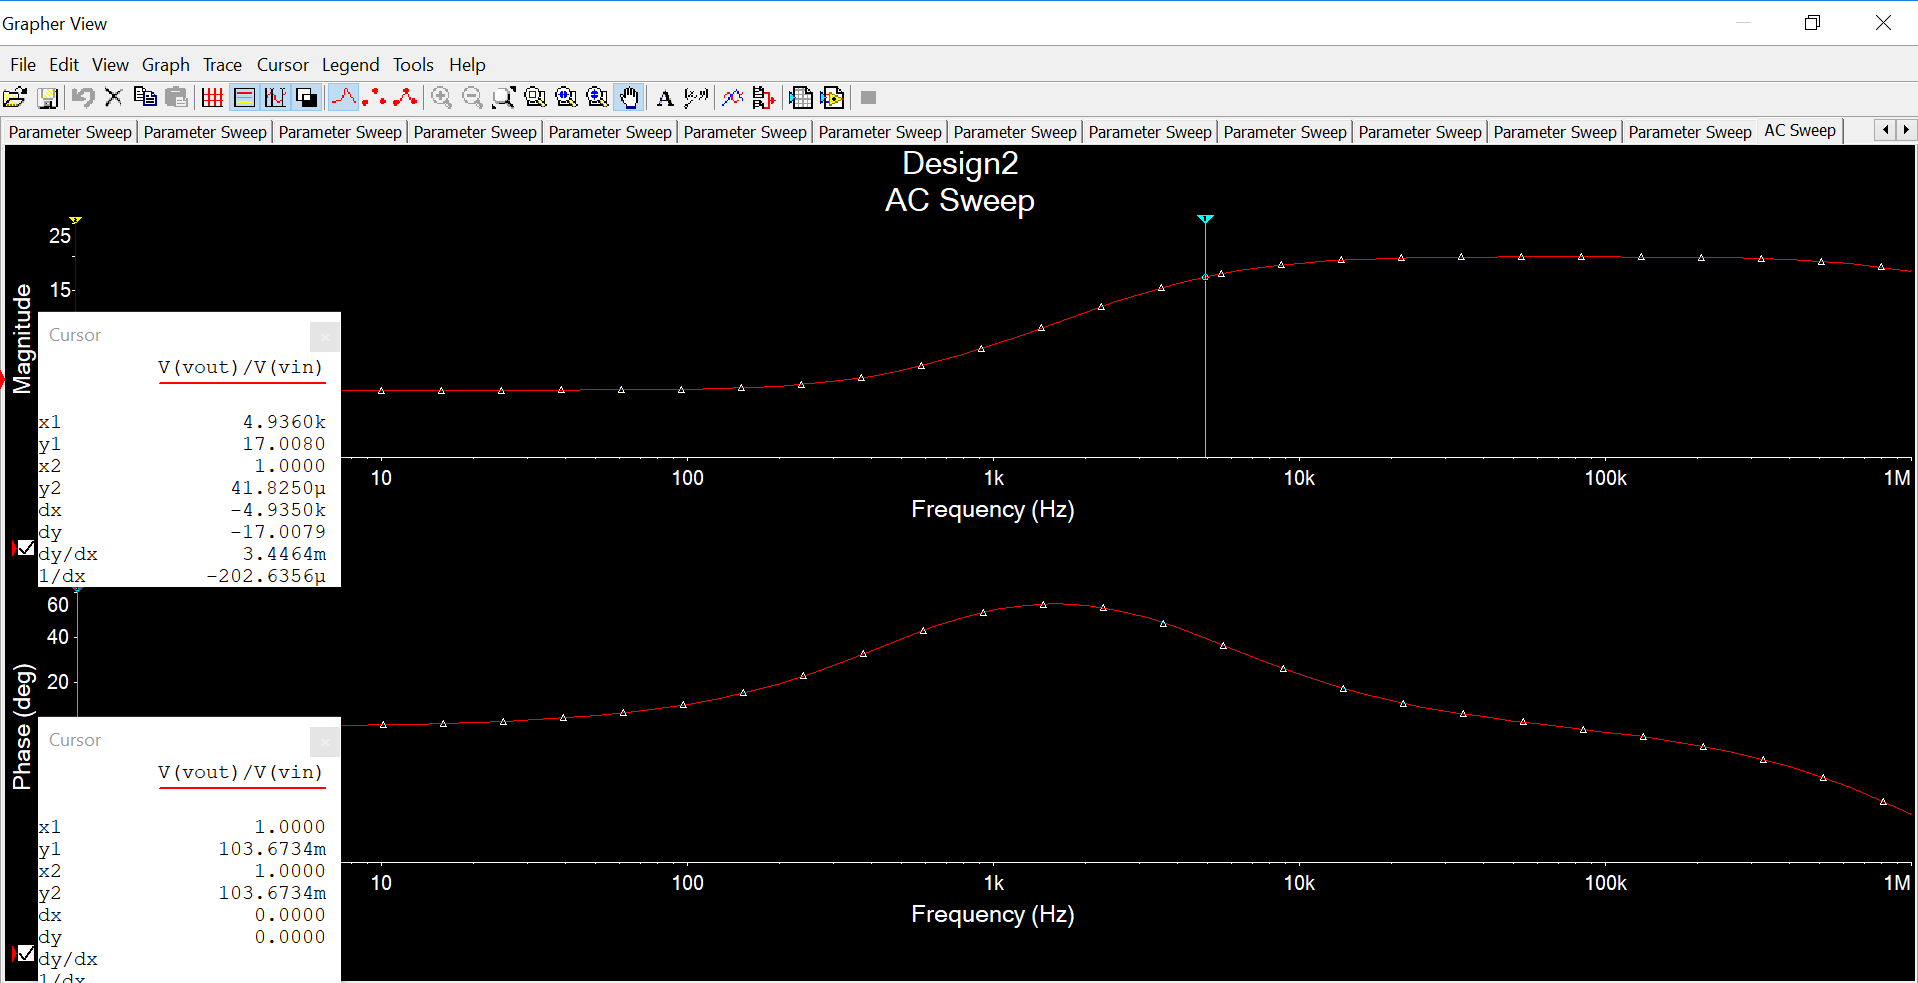 Grapher View
File Edit View Graph Trace Cursor Legend Tools Help
Parameter Sweep Parameter Sweep Parameter Sweep Parameter Sweep Parameter Sweep Parameter Sweep Parameter Sweep Parameter Sweep Parameter Sweep Parameter Sweep Parameter Sweep Parameter Sweep Parameter Sweep AC Sweep
Design2
AC Sweep
25
15
Magnitude
Cursor
V(vout)/V(vin)
x1 4.9360k
y1 17.0080
x2 1.0000
y2 41.8250µ
dx -4.9350k
dy -17.0079
dy/dx 3.4464m
1/dx -202.6356µ
10 100 1k 10k 100k 1M
Frequency (Hz)
60
40
20
Phase (deg)
Cursor
V(vout)/V(vin)
x1 1.0000
y1 103.6734m
x2 1.0000
y2 103.6734m
dx 0.0000
dy 0.0000
dy/dx
1/dx
10 100 1k 10k 100k 1M
Frequency (Hz)